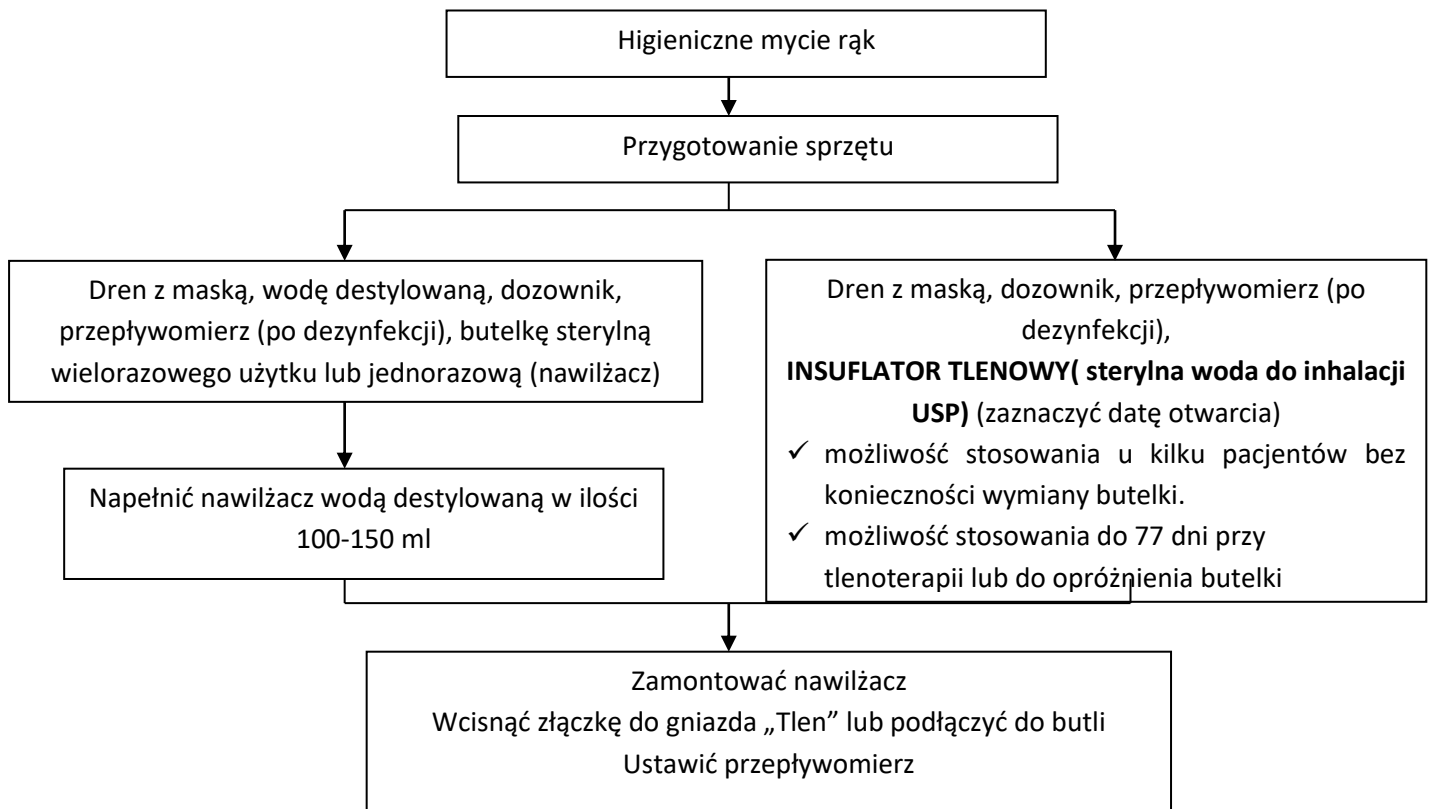 Higieniczne mycie rąk
Przygotowanie sprzętu
Dren z maską, wodę destylowaną, dozownik,
przepływomierz (po dezynfekcji), butelkę sterylną
wielorazowego użytku lub jednorazową (nawilżacz)
Napełnić nawilżacz wodą destylowaną w ilości
100-150 ml
Dren z maską, dozownik, przepływomierz (po
dezynfekcji),
INSUFLATOR TLENOWY( sterylna woda do inhalacji
USP) (zaznaczyć datę otwarcia)
✓ możliwość stosowania u kilku pacjentów bez
konieczności wymiany butelki.
✓ możliwość stosowania do 77 dni przy
tlenoterapii lub do opróżnienia butelki
Zamontować nawilżacz
Wcisnąć złączkę do gniazda „Tlen” lub podłączyć do butli
Ustawić przepływomierz